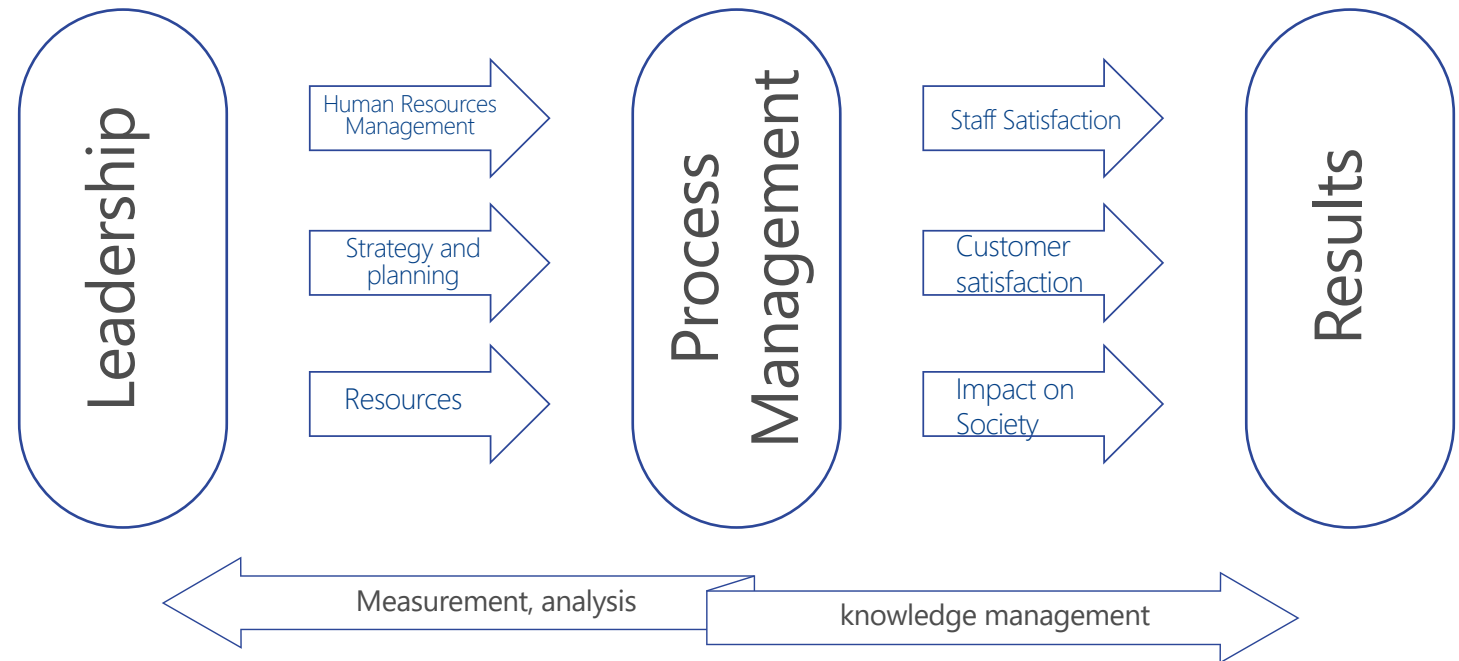 Leadership
Human Resources
Management
Strategy and
planning
Resources
Process
Management
Staff Satisfaction
Customer
satisfaction
Impact on
Society
Results
Measurement, analysis
knowledge management